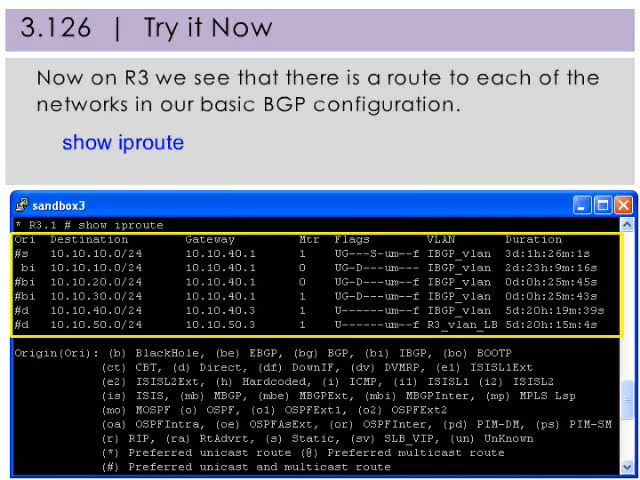 3.126 | Try it Now
Now on R3 we see that there is a route to each of the
networks in our basic BGP configuration.
show iproute
sandbox3
* R3.1 # show iproute
Ori Destination Gateway Mtr Flags VLAN Duration
#s 10.10.10.0/24 10.10.40.1 1 UG---S-um--f IBGP_vlan 3d:1h:26m:1s
bi 10.10.10.0/24 10.10.40.1 0 UG-D---um--- IBGP_vlan 2d:23h:9m:16s
#bi 10.10.20.0/24 10.10.40.1 0 UG-D---um--f IBGP_vlan 0d:0h:25m:45s
#bi 10.10.30.0/24 10.10.40.1 1 UG-D---um--f IBGP_vlan 0d:0h:25m:43s
#d 10.10.40.0/24 10.10.40.3 1 U------um--f IBGP_vlan 5d:20h:19m:39s
#d 10.10.50.0/24 10.10.50.3 1 U------um--f R3_vlan_LB 5d:20h:15m:4s
Origin(Ori): (b) BlackHole, (be) EBGP, (bg) BGP, (bi) IBGP, (bo) BOOTP
(ct) CBT, (d) Direct, (df) DownIF, (dv) DVMRP, (e1) ISISL1Ext
(e2) ISISL2Ext, (h) Hardcoded, (i) ICMP, (i1) ISISL1 (i2) ISISL2
(is) ISIS, (mb) MBGP, (mbe) MBGPExt, (mbi) MBGPInter, (mp) MPLS Lsp
(mo) MOSPF (o) OSPF, (o1) OSPFExt1, (o2) OSPFExt2
(oa) OSPFIntra, (oe) OSPFAsExt, (or) OSPFInter, (pd) PIM-DM, (ps) PIM-SM
(r) RIP, (ra) RtAdvrt, (s) Static, (sv) SLB_VIP, (un) UnKnown
(*) Preferred unicast route (@) Preferred multicast route
(#) Preferred unicast and multicast route